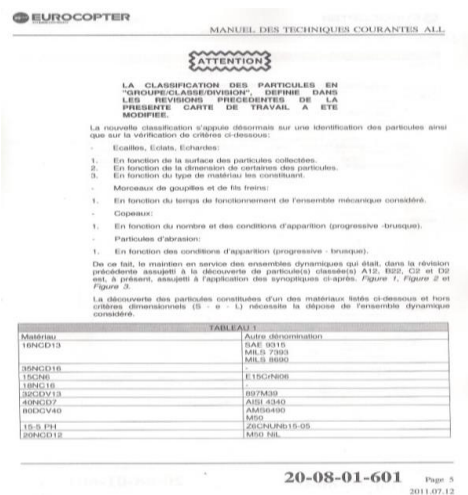 EUROCOPTER
MANUEL DES TECHNIQUES COURANTES ALL.
ATTENTION
LA CLASSIFICATION DES PARTICULES EN
"GROUPE/CLASSE/DIVISION", DEFINIE DANS
LES REVISIONS PRECEDENTES DE LA
PRESENTE CARTE DE TRAVAIL A ETE
MODIFIEE.
La nouvelle classification s'appuie désormais sur une identification des particules ainsi
que sur la vérification de critères ci-dessous:
- Ecailles, Eclats, Echardes:
1. En fonction de la surface des particules collectées.
2. En fonction de la dimension de certaines des particules.
3. En fonction du type de matériau les constituant.
- Morceaux de goupilles et de fils freins:
1. En fonction du temps de fonctionnement de l'ensemble mécanique considéré.
- Copeaux:
1. En fonction du nombre et des conditions d'apparition (progressive -brusque).
- Particules d'abrasion:
1. En fonction des conditions d'apparition (progressive - brusque).
De ce fait, le maintien en service des ensembles dynamiques qui était, dans la révision
précédente assujetti à la découverte de particule(s) classée(s) A12, B22, C2 et D2
est, à présent, assujetti à l'application des synoptiques ci-après. Figure 1, Figure 2 et
Figure 3.
La découverte des particules constituées d'un des matériaux listés ci-dessous et hors
critères dimensionnels (S - e - L) nécessite la dépose de l'ensemble dynamique
considéré.
TABLEAU 1
Matériau Autre dénomination
16NCD13 SAE 9315
MILS 7393
MILS 8690
35NCD16 -
15CN6 E15CrNi06
16NC16 -
32CDV13 897M39
40NCD7 AISI 4340
80DCV40 AMS6490
M50
15-5 PH Z6CNUNb15-05
20NCD12 M50 NIL
20-08-01-601 Page 5
2011.07.12